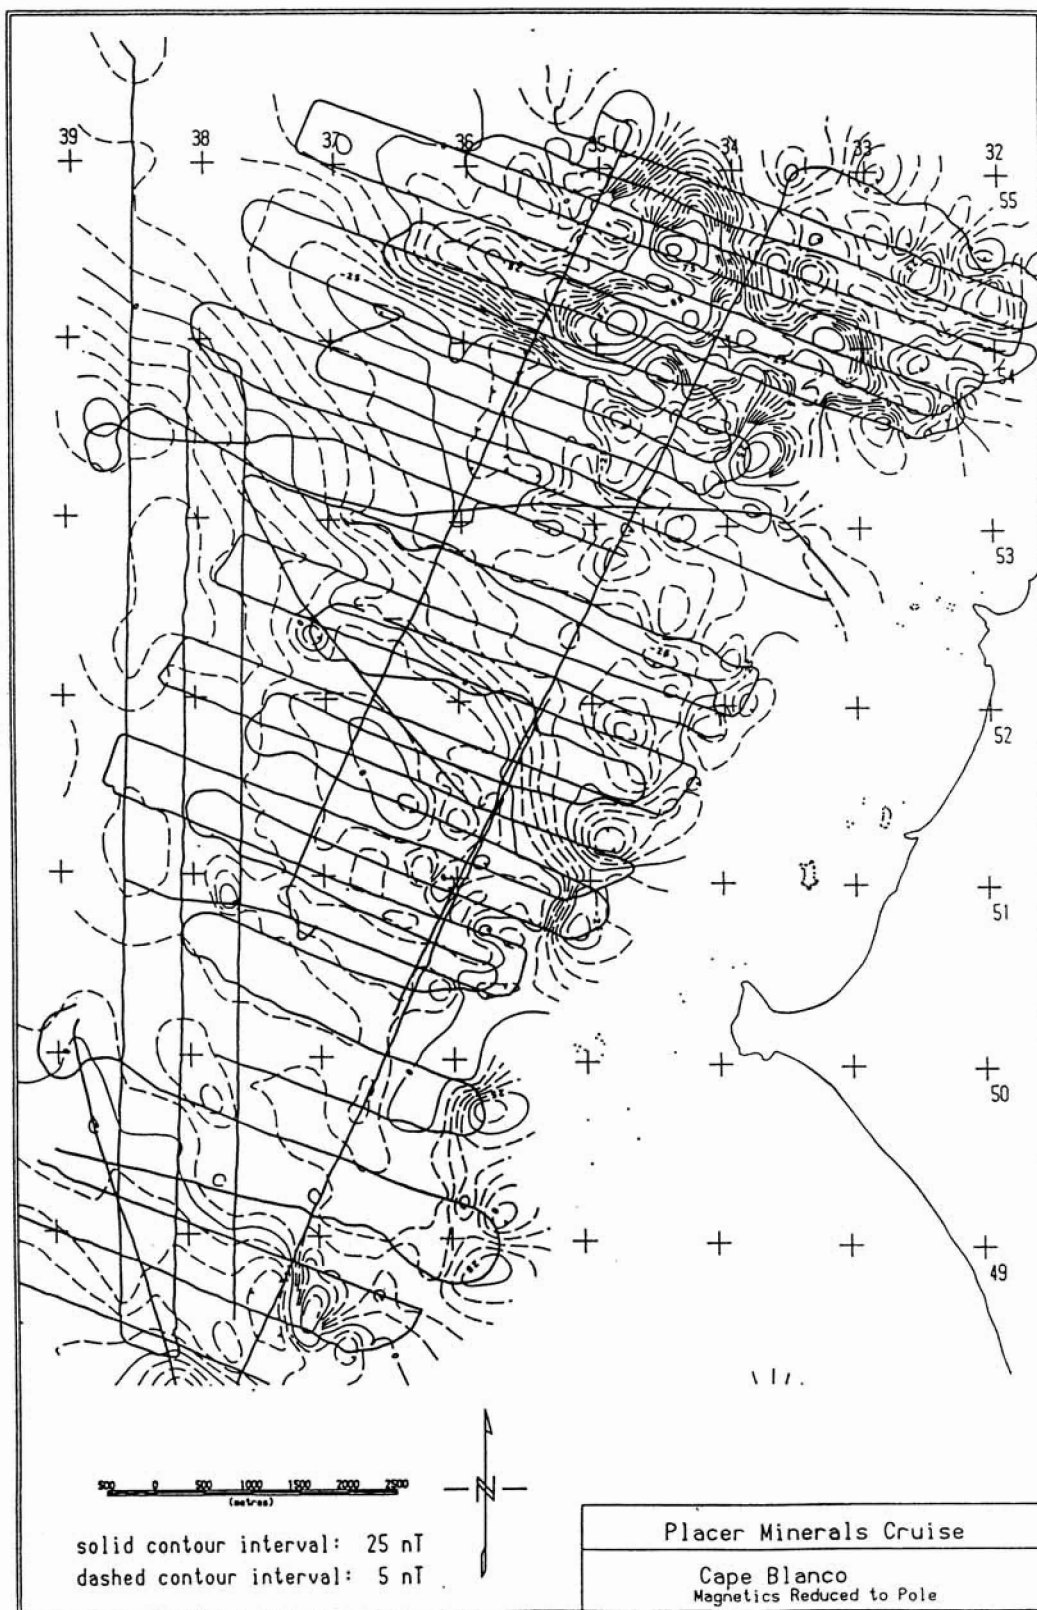 39 38 37 36 35 34 33 32
55
54
53
52
51
50
49
500 0 500 1000 1500 2000 2500
(metres)
N
solid contour interval: 25 nT
dashed contour interval: 5 nT
Placer Minerals Cruise
Cape Blanco
Magnetics Reduced to Pole